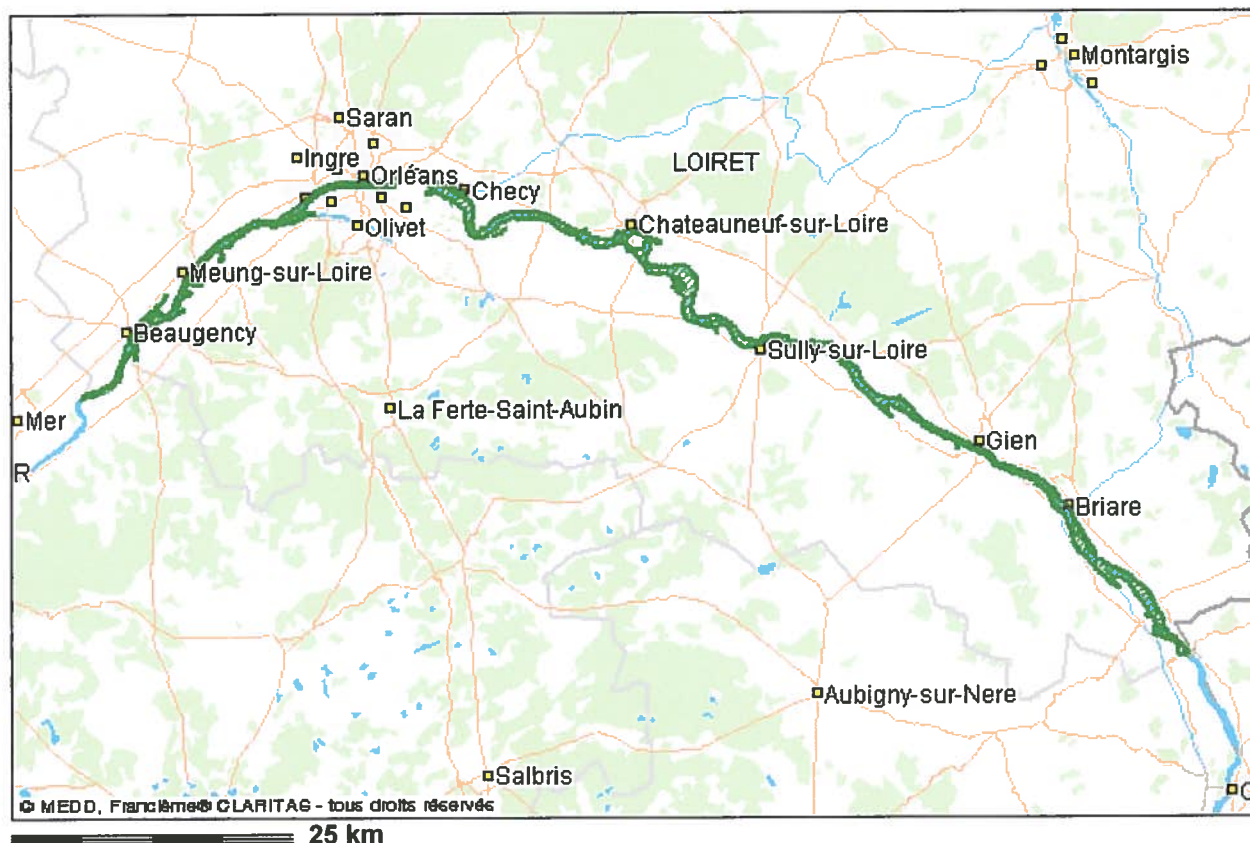 Montargis
Saran
Ingre
LOIRET
Orléans
Checy
Chateauneuf-sur-Loire
Olivet
Meung-sur-Loire
Beaugency
Sully-sur-Loire
La Ferte-Saint-Aubin
Mer
Gien
R
Briare
Aubigny-sur-Nere
Salbris
© MEDD, Francième® CLARITAS - tous droits réservés
25 km